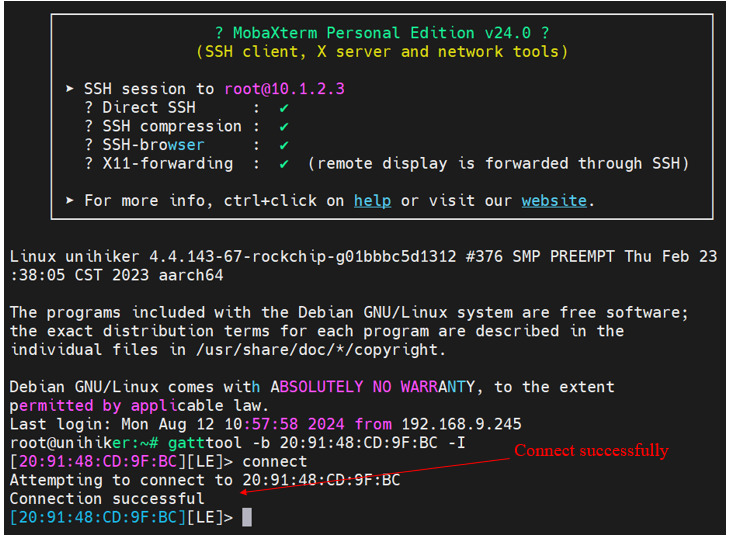 ? MobaXterm Personal Edition v24.0 ?
(SSH client, X server and network tools)
➤ SSH session to root@10.1.2.3
? Direct SSH : ✔
? SSH compression : ✔
? SSH-browser : ✔
? X11-forwarding : ✔ (remote display is forwarded through SSH)
➤ For more info, ctrl+click on help or visit our website.
Linux unihiker 4.4.143-67-rockchip-g01bbbc5d1312 #376 SMP PREEMPT Thu Feb 23
:38:05 CST 2023 aarch64
The programs included with the Debian GNU/Linux system are free software;
the exact distribution terms for each program are described in the
individual files in /usr/share/doc/*/copyright.
Debian GNU/Linux comes with ABSOLUTELY NO WARRANTY, to the extent
permitted by applicable law.
Last login: Mon Aug 12 10:57:58 2024 from 192.168.9.245
root@unihiker:~# gatttool -b 20:91:48:CD:9F:BC -I
[20:91:48:CD:9F:BC][LE]> connect
Connect successfully
Attempting to connect to 20:91:48:CD:9F:BC
Connection successful
[20:91:48:CD:9F:BC][LE]>